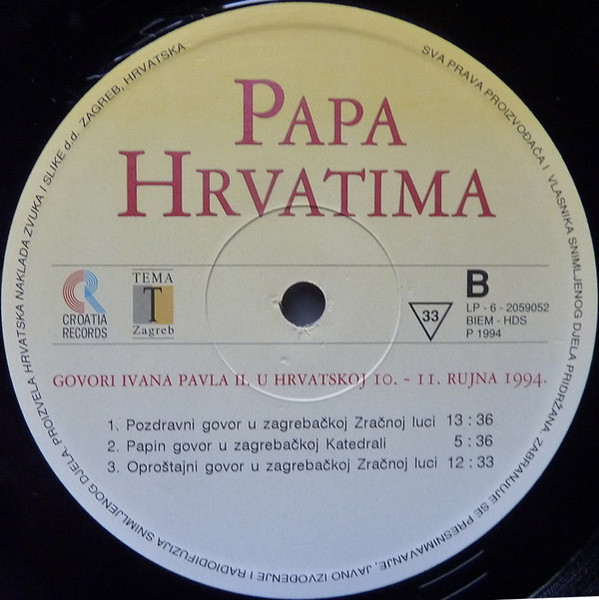 PAPA
HRVATIMA
CROATIA
RECORDS
TEMA
T
Zagreb
33
B
LP - 6 - 2059052
BIEM - HDS
P 1994
GOVORI IVANA PAVLA II. U HRVATSKOJ 10. - 11. RUJNA 1994.
1. Pozdravni govor u zagrebačkoj Zračnoj luci 13 : 36
2. Papin govor u zagrebačkoj Katedrali 5 : 36
3. Oproštajni govor u zagrebačkoj Zračnoj luci 12 : 33
SVA PRAVA PROIZVOĐAČA I VLASNIKA SNIMLJENOG DJELA PRIDRŽANA. ZABRANJUJE SE PRESNIMAVANJE, JAVNO IZVOĐENJE I RADIODIFUZIJA SNIMLJENOG DJELA. PROIZVELA HRVATSKA NAKLADA ZVUKA I SLIKE d.d. ZAGREB, HRVATSKA